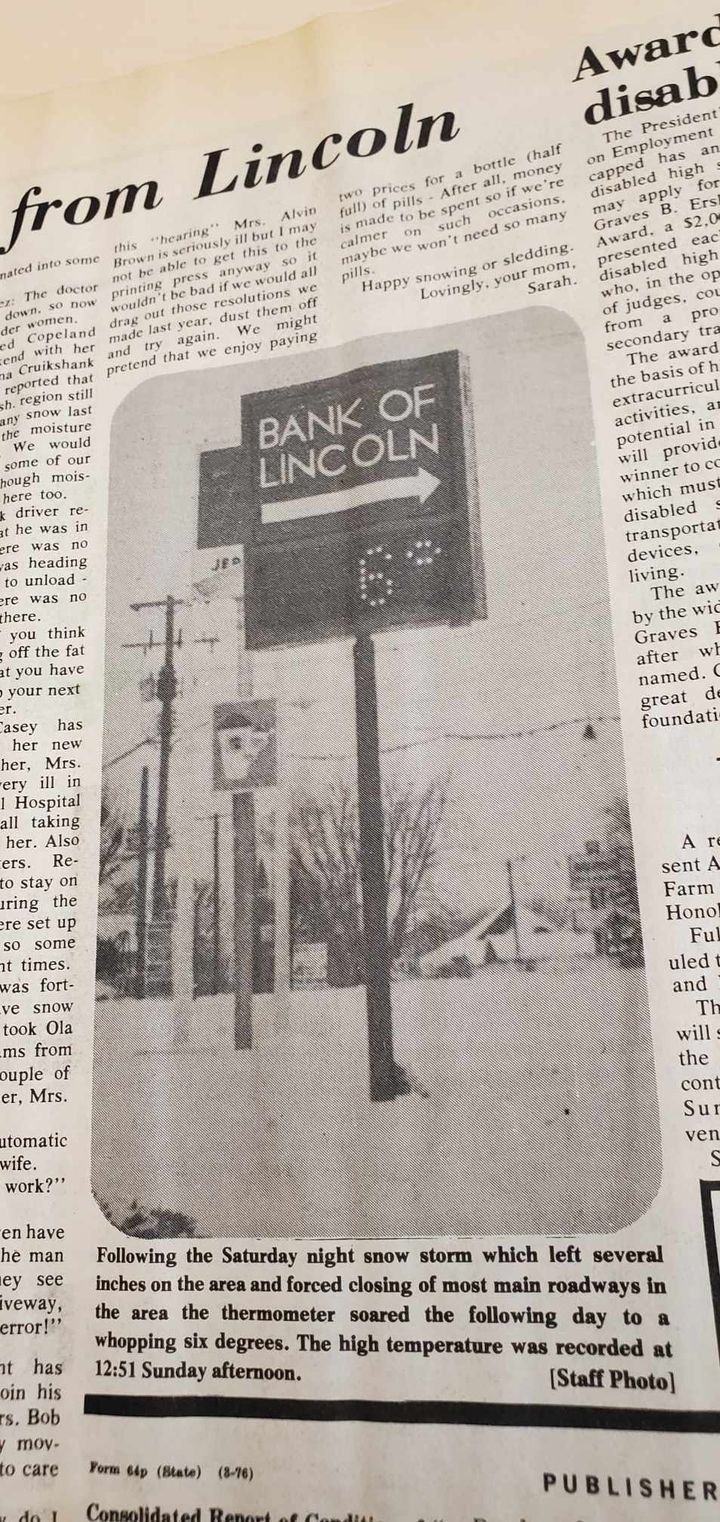 from Lincoln
nated into some
ez: The doctor
down, so now
der women.
ed Copeland
end with her
na Cruikshank
reported that
sh. region still
any snow last
the moisture
We would
some of our
hough mois-
here too.
k driver re-
at he was in
ere was no
was heading
to unload -
ere was no
there.
you think
g off the fat
at you have
o your next
er.
Casey has
her new
her, Mrs.
very ill in
l Hospital
all taking
her. Also
ters. Re-
to stay on
uring the
ere set up
so some
nt times.
was fort-
ve snow
took Ola
ms from
ouple of
er, Mrs.
utomatic
wife.
work?"
en have
he man
ey see
iveway,
error!"
nt has
oin his
rs. Bob
y mov-
to care
do I
this "hearing" Mrs. Alvin
Brown is seriously ill but I may
not be able to get this to the
printing press anyway so it
wouldn't be bad if we would all
drag out those resolutions we
made last year, dust them off
and try again. We might
pretend that we enjoy paying
two prices for a bottle (half
full) of pills - After all, money
is made to be spent so if we're
calmer on such occasions,
maybe we won't need so many
pills.
Happy snowing or sledding.
Lovingly, your mom,
Sarah.
BANK OF
LINCOLN
6°
JED
Following the Saturday night snow storm which left several
inches on the area and forced closing of most main roadways in
the area the thermometer soared the following day to a
whopping six degrees. The high temperature was recorded at
12:51 Sunday afternoon. [Staff Photo]
Form 64p (State) (8-76)
PUBLISHER
Consolidated Report of
Award
disab
The President'
on Employment
capped has an
disabled high s
may apply for
Graves B. Ersk
Award, a $2,00
presented eac
disabled high
who, in the op
of judges, cou
from a pro
secondary tra
The award
the basis of h
extracurricul
activities, an
potential in
will provid
winner to co
which must
disabled s
transportat
devices,
living.
The aw
by the wid
Graves E
after wh
named. G
great de
foundati
A re
sent A
Farm
Honol
Ful
uled t
and
Th
will s
the
cont
Sun
ven
S